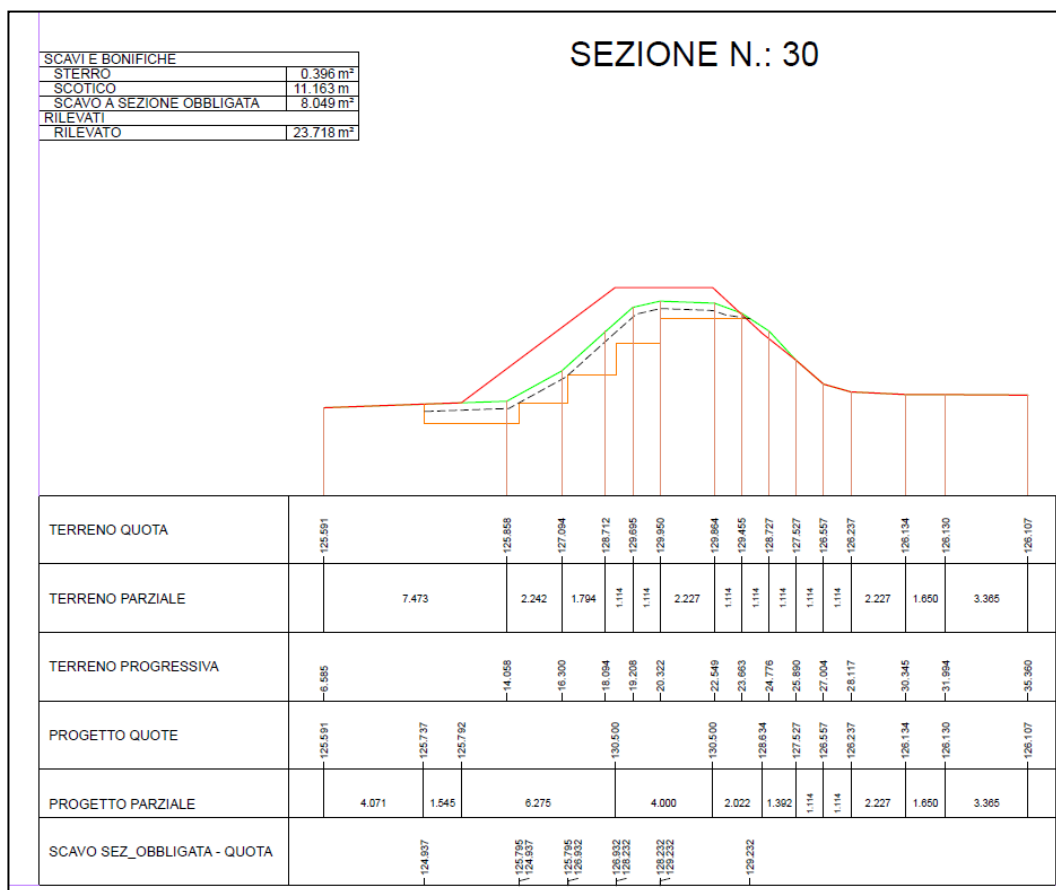 SEZIONE N.: 30
SCAVI E BONIFICHE
STERRO 0.396 m²
SCOTICO 11.163 m
SCAVO A SEZIONE OBBLIGATA 8.049 m²
RILEVATI
RILEVATO 23.718 m²
TERRENO QUOTA 125.591 125.858 127.094 128.712 129.695 129.950 129.864 129.455 128.727 127.527 126.557 126.237 126.134 126.130 126.107
TERRENO PARZIALE 7.473 2.242 1.794 1.114 1.114 2.227 1.114 1.114 1.114 1.114 1.114 2.227 1.650 3.365
TERRENO PROGRESSIVA 6.585 14.058 16.300 18.094 19.208 20.322 22.549 23.663 24.776 25.890 27.004 28.117 30.345 31.994 35.360
PROGETTO QUOTE 125.591 125.737 125.792 130.500 130.500 128.634 127.527 126.557 126.237 126.134 126.130 126.107
PROGETTO PARZIALE 4.071 1.545 6.275 4.000 2.022 1.392 1.114 1.114 2.227 1.650 3.365
SCAVO SEZ_OBBLIGATA - QUOTA 124.937 125.795 124.937 125.795 126.932 126.932 128.232 128.232 129.232 129.232